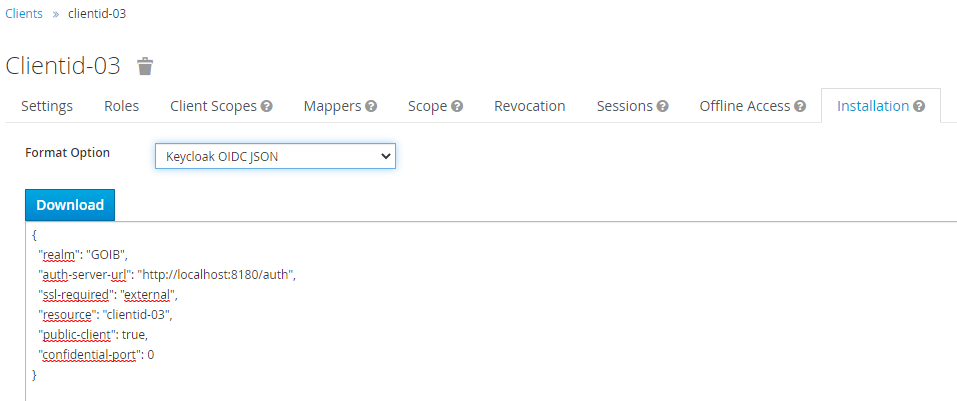 Clients » clientid-03
Clientid-03
Settings Roles Client Scopes Mappers Scope Revocation Sessions Offline Access Installation
Format Option Keycloak OIDC JSON
Download
{
"realm": "GOIB",
"auth-server-url": "http://localhost:8180/auth",
"ssl-required": "external",
"resource": "clientid-03",
"public-client": true,
"confidential-port": 0
}